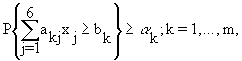 P{∑_{j=1}^{6} a_{kj} x_j ≥ b_k} ≥ α_k; k = 1, ..., m,